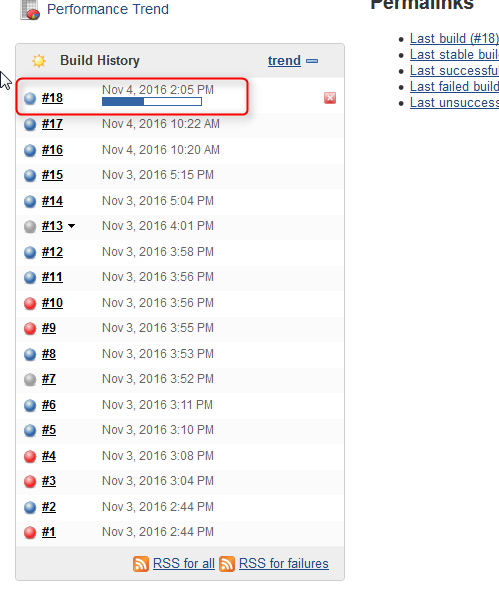 Performance Trend
Permalinks
Build History trend
Last build (#18)
Last stable buil
Last successfu
Last failed build
Last unsuccess
#18 Nov 4, 2016 2:05 PM
#17 Nov 4, 2016 10:22 AM
#16 Nov 4, 2016 10:20 AM
#15 Nov 3, 2016 5:15 PM
#14 Nov 3, 2016 5:04 PM
#13 Nov 3, 2016 4:01 PM
#12 Nov 3, 2016 3:58 PM
#11 Nov 3, 2016 3:56 PM
#10 Nov 3, 2016 3:56 PM
#9 Nov 3, 2016 3:55 PM
#8 Nov 3, 2016 3:53 PM
#7 Nov 3, 2016 3:52 PM
#6 Nov 3, 2016 3:11 PM
#5 Nov 3, 2016 3:10 PM
#4 Nov 3, 2016 3:08 PM
#3 Nov 3, 2016 3:04 PM
#2 Nov 3, 2016 2:44 PM
#1 Nov 3, 2016 2:44 PM
RSS for all RSS for failures